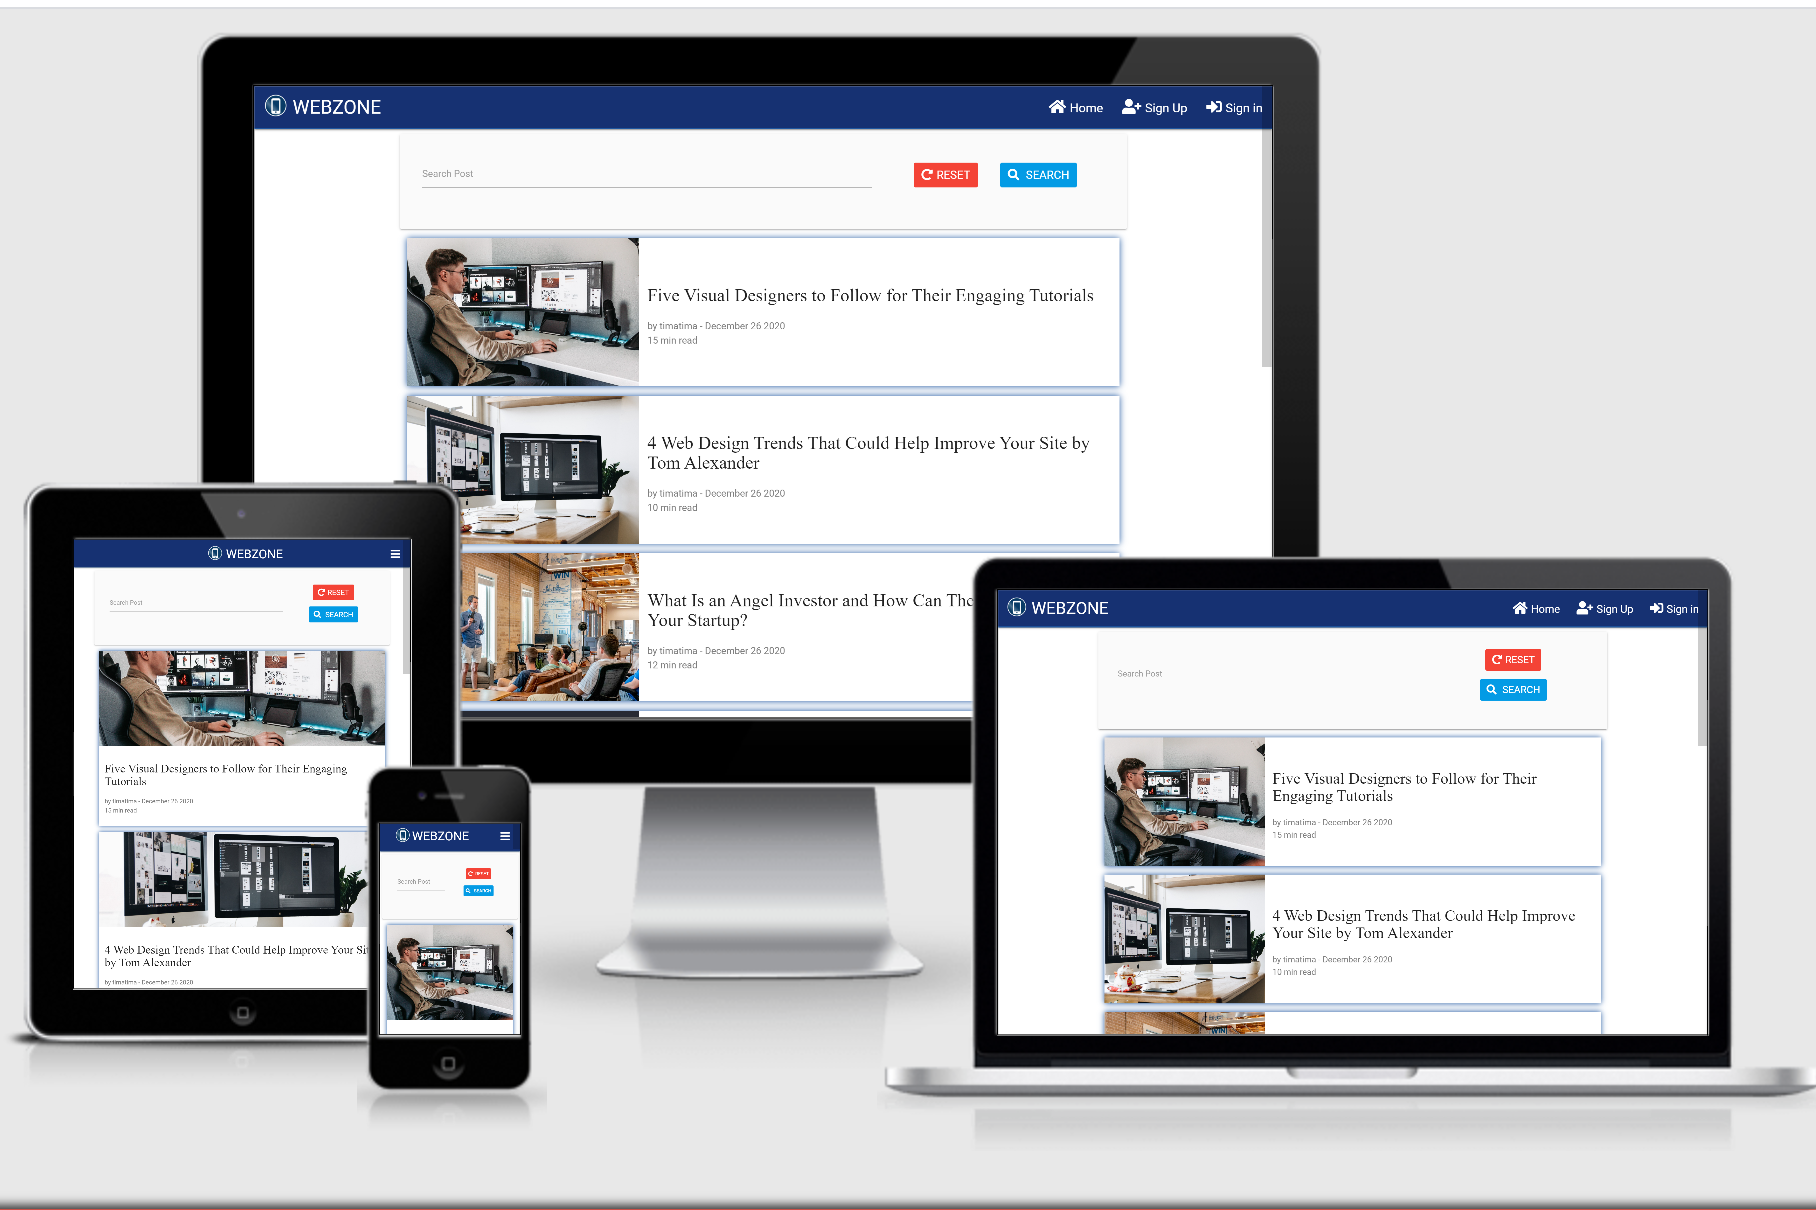 WEBZONE
Home Sign Up Sign in
Search Post
RESET SEARCH
Five Visual Designers to Follow for Their Engaging Tutorials
by timatima - December 26 2020
15 min read
4 Web Design Trends That Could Help Improve Your Site by
Tom Alexander
by timatima - December 26 2020
10 min read
WIN
What Is an Angel Investor and How Can The
Your Startup?
by timatima - December 26 2020
12 min read
WEBZONE
Search Post
RESET
SEARCH
Five Visual Designers to Follow for Their Engaging
Tutorials
by timatima - December 26 2020
15 min read
4 Web Design Trends That Could Help Improve Your Si
by Tom Alexander
by timatima - December 26 2020
WEBZONE
Search Post
RESET
SEARCH
WEBZONE
Home Sign Up Sign in
Search Post
RESET
SEARCH
Five Visual Designers to Follow for Their
Engaging Tutorials
by timatima - December 26 2020
15 min read
4 Web Design Trends That Could Help Improve
Your Site by Tom Alexander
by timatima - December 26 2020
10 min read